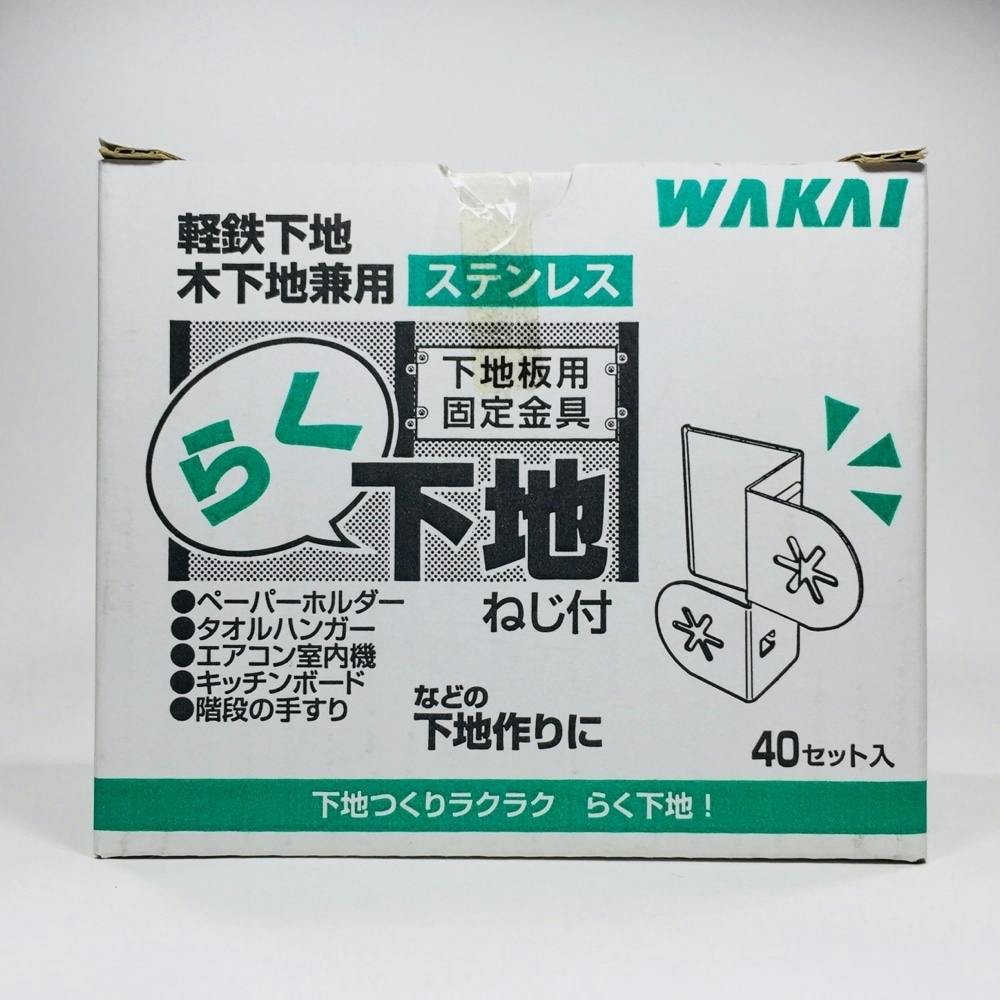 WAKAI
軽鉄下地
木下地兼用 ステンレス
下地板用
固定金具
らく
下地
ねじ付
●ペーパーホルダー
●タオルハンガー
●エアコン室内機
●キッチンボード
●階段の手すり
などの
下地作りに
40セット入
下地つくりラクラク らく下地!